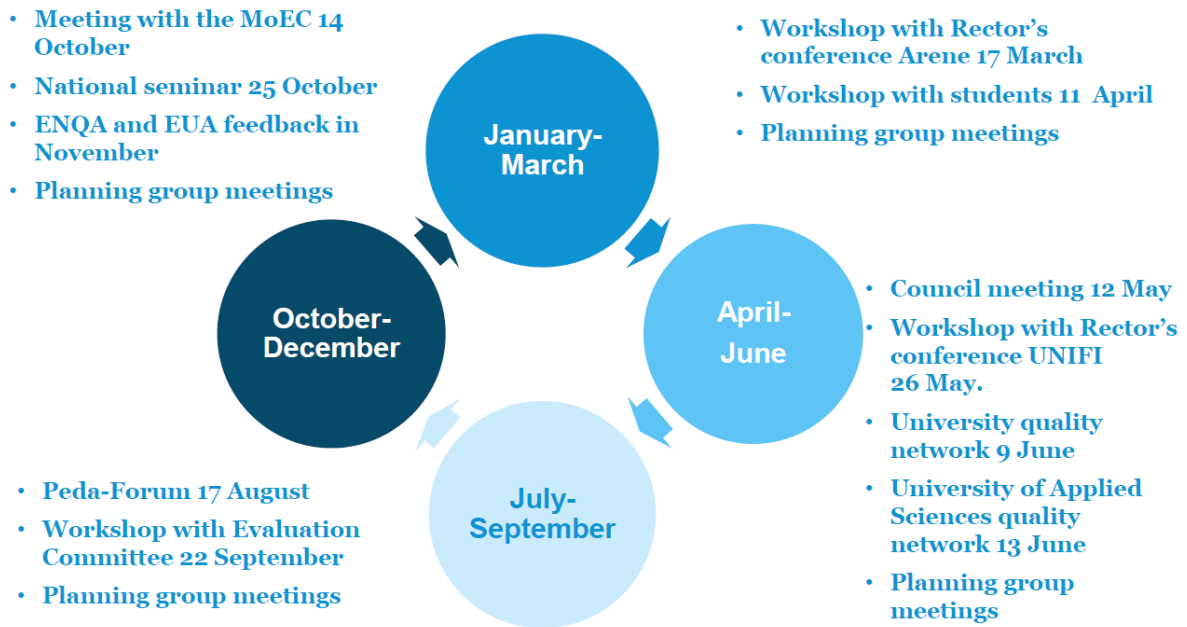 • Meeting with the MoEC 14
October
• National seminar 25 October
• ENQA and EUA feedback in
November
• Planning group meetings
January-
March
• Workshop with Rector’s
conference Arene 17 March
• Workshop with students 11 April
• Planning group meetings
October-
December
April-
June
• Council meeting 12 May
• Workshop with Rector’s
conference UNIFI
26 May.
• University quality
network 9 June
• University of Applied
Sciences quality
network 13 June
• Planning group
meetings
July-
September
• Peda-Forum 17 August
• Workshop with Evaluation
Committee 22 September
• Planning group meetings